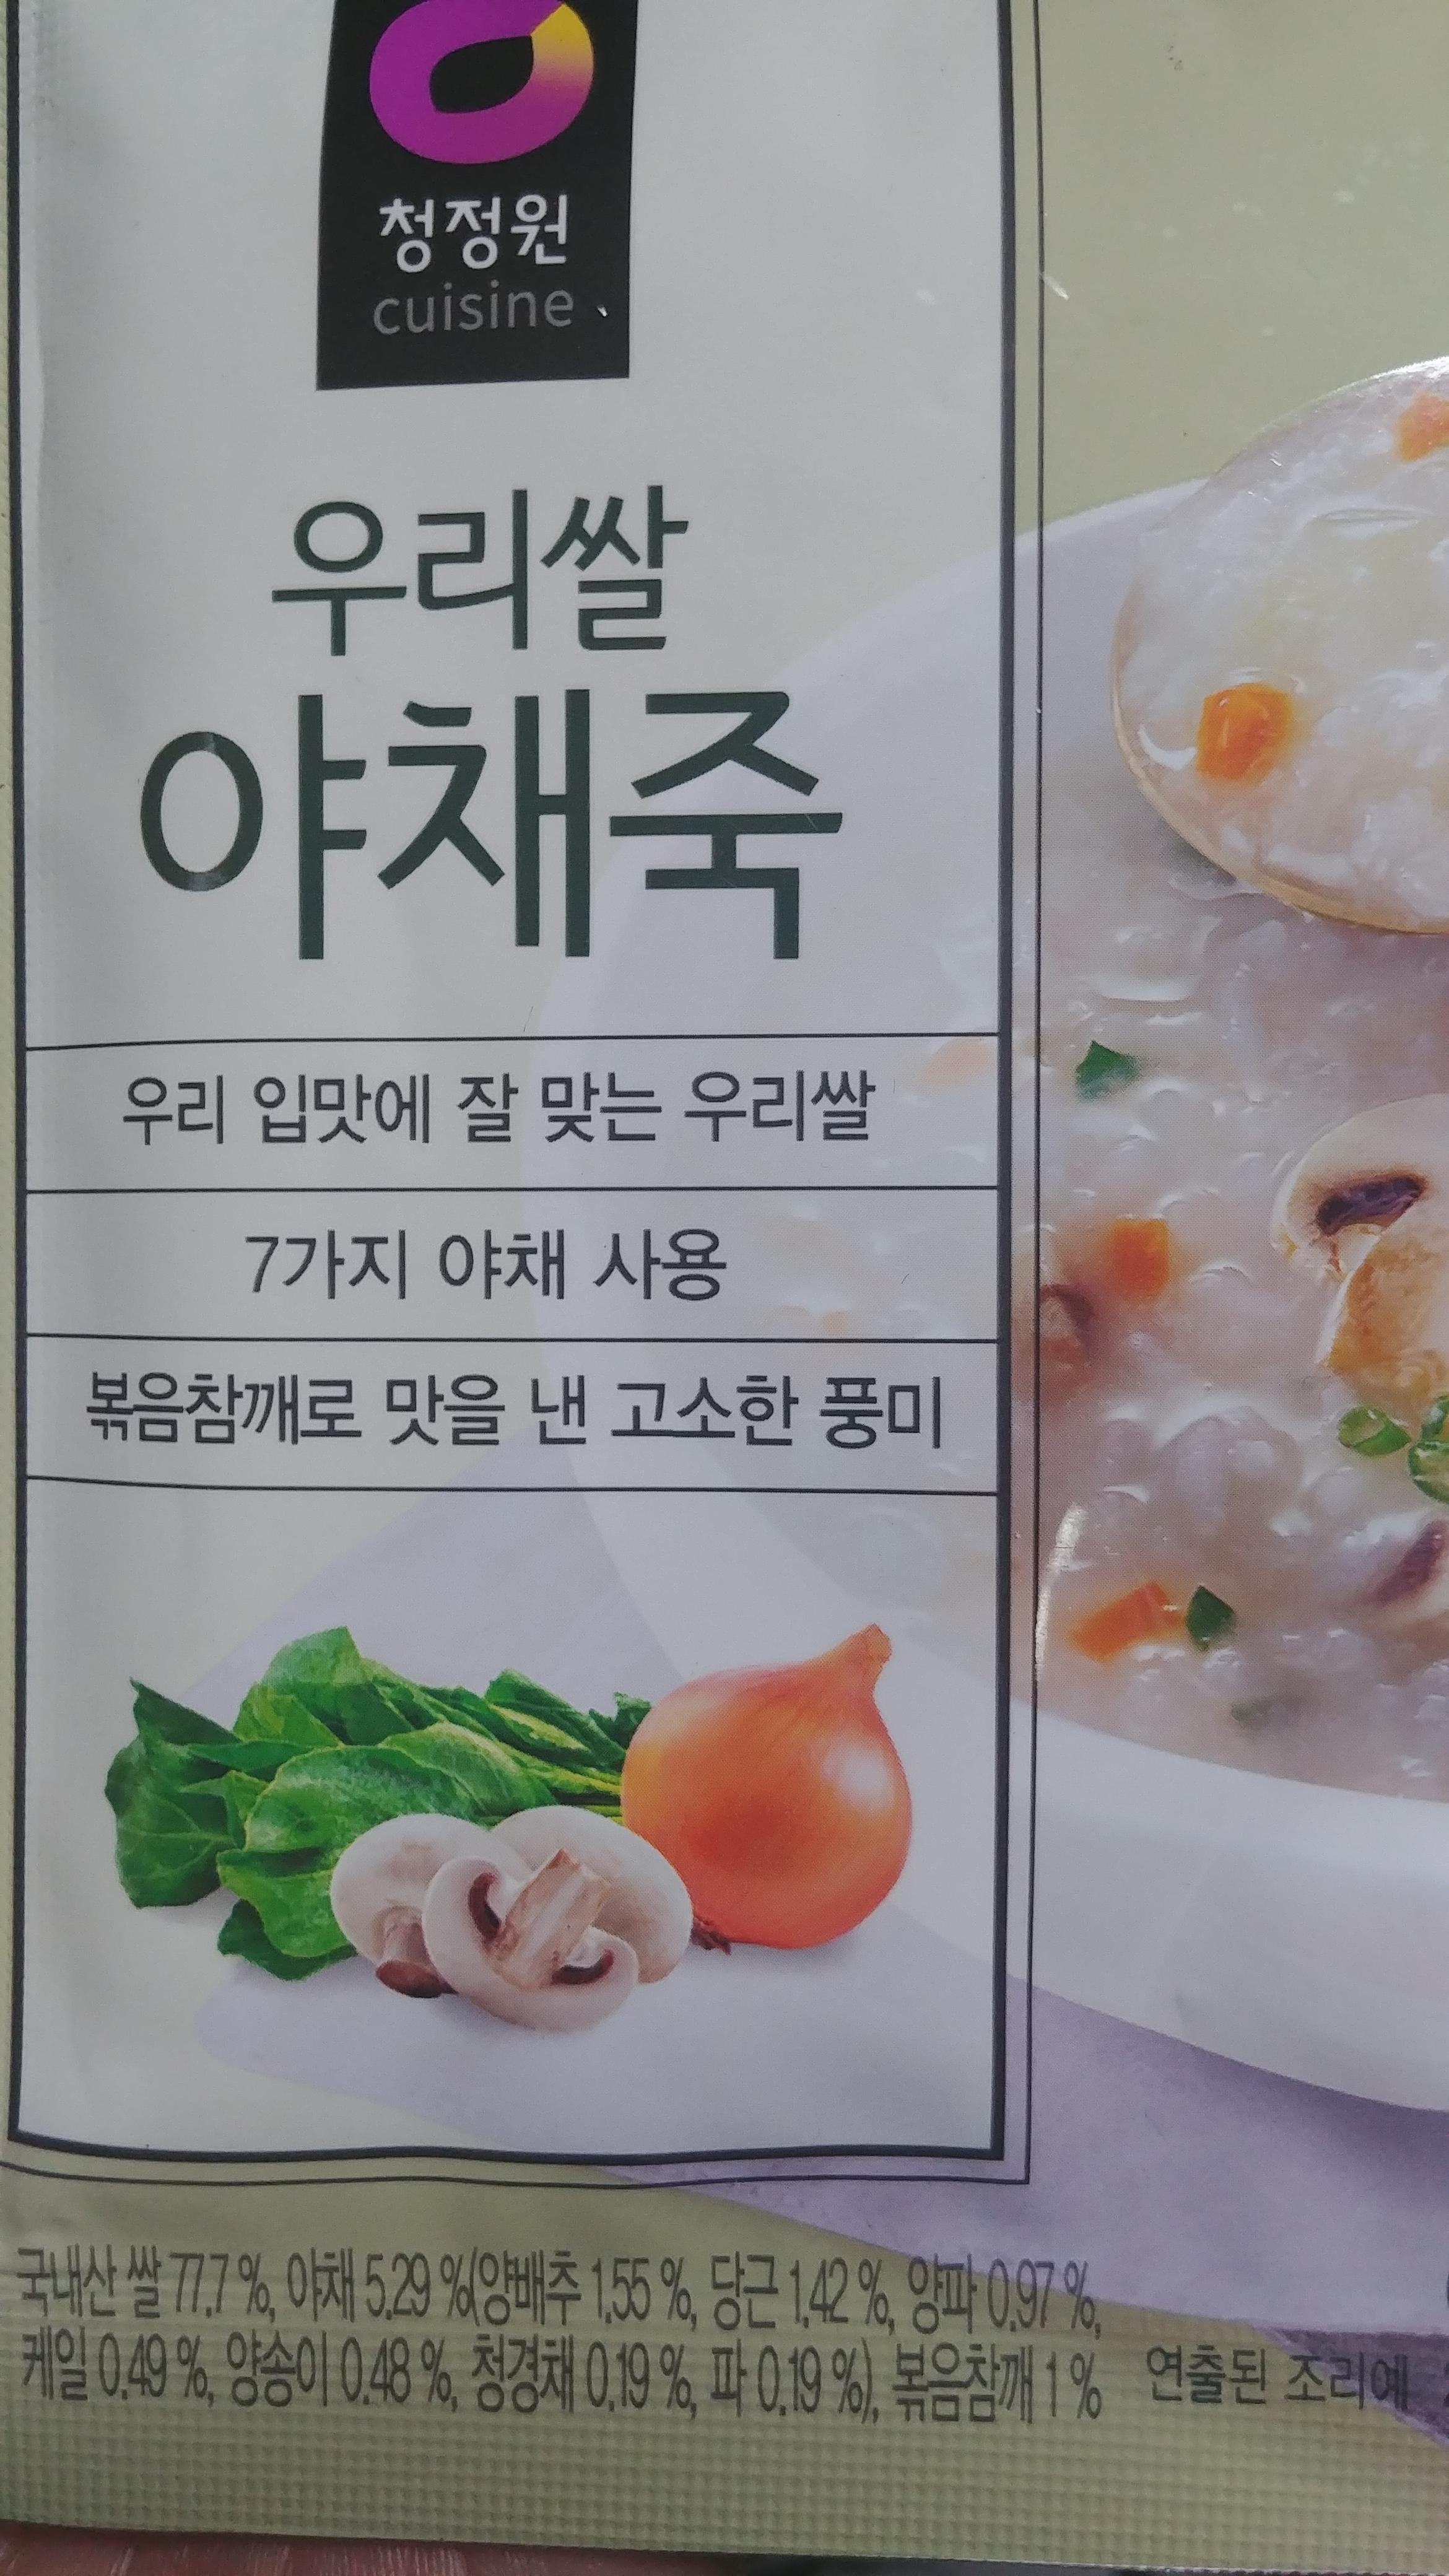 청정원
cuisine
우리쌀
야채죽
우리 입맛에 잘 맞는 우리쌀
7가지 야채 사용
볶음참깨로 맛을 낸 고소한 풍미
국내산 쌀 77.7 %, 야채 5.29 %(양배추 1.55 %, 당근 1.42 %, 양파 0.97 %,
케일 0.49 %, 양송이 0.48 %, 청경채 0.19 %, 파 0.19 %), 볶음참깨 1 %
연출된 조리예